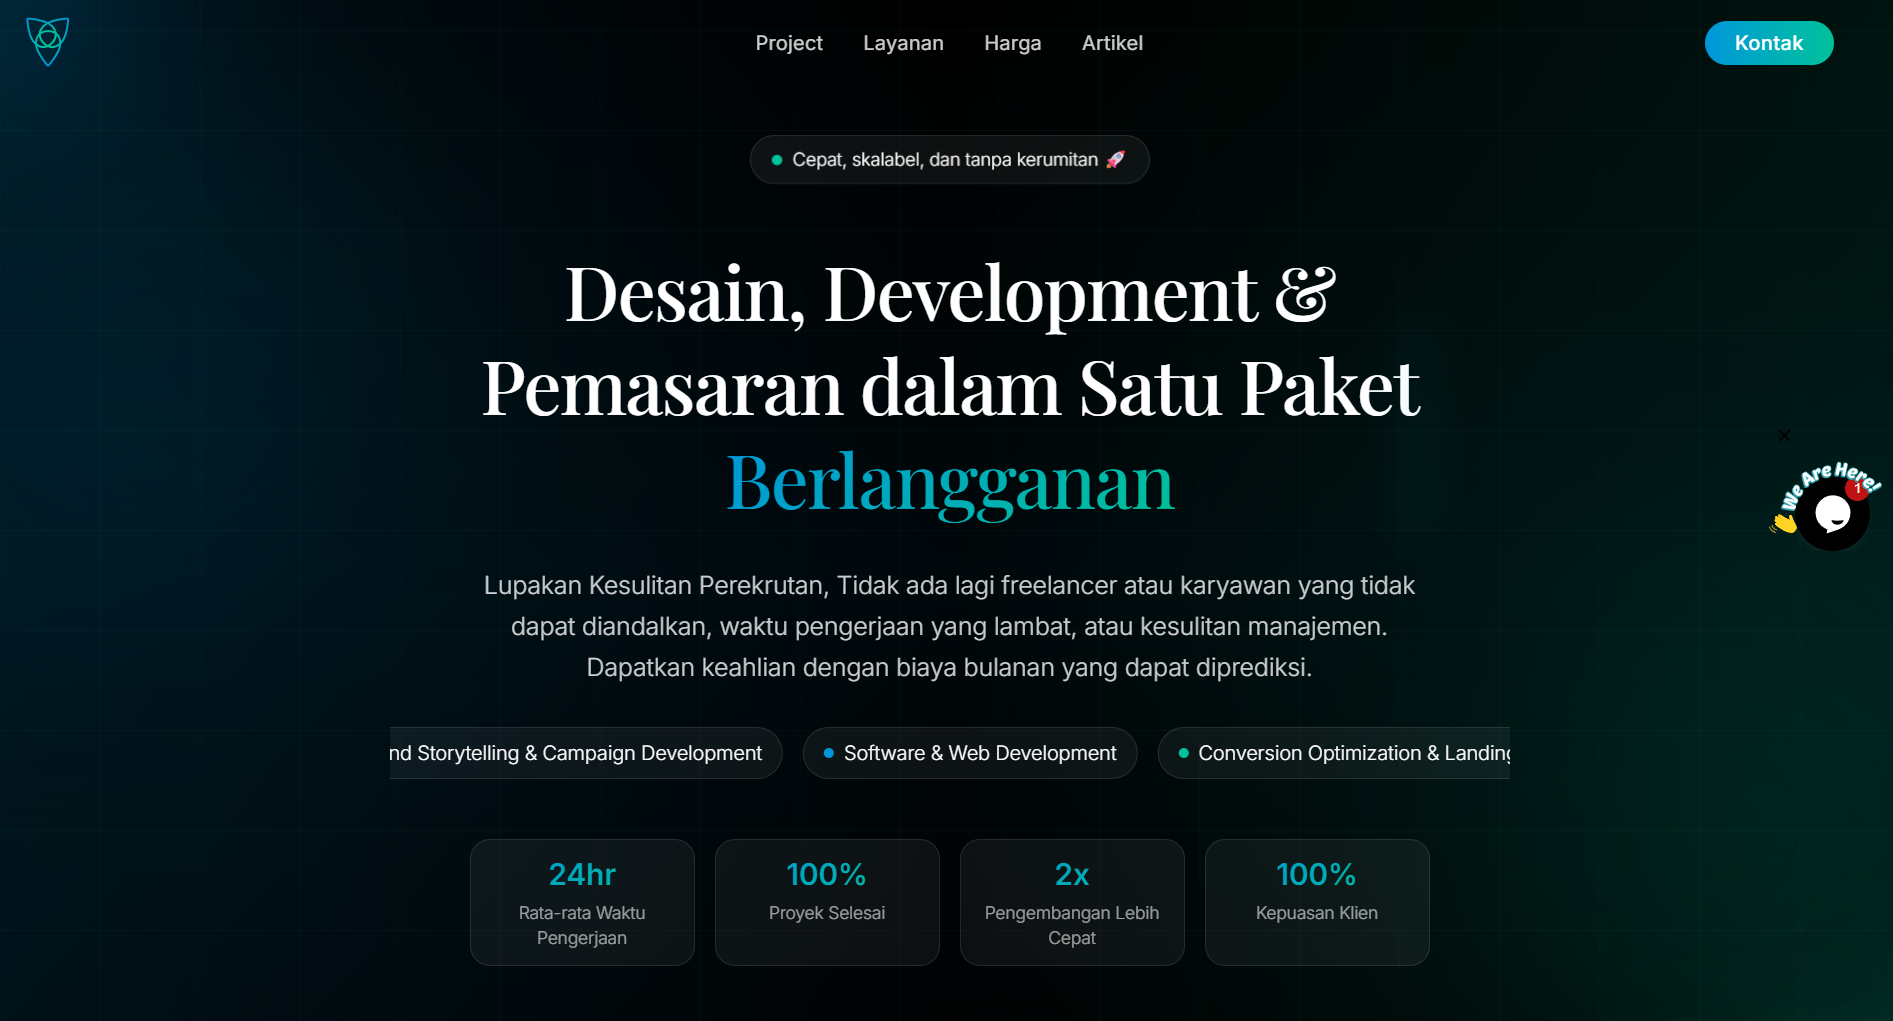 Project
Layanan
Harga
Artikel
Kontak
Cepat, skalabel, dan tanpa kerumitan 🚀
Desain, Development &
Pemasaran dalam Satu Paket
Berlangganan
We Are Here!
1
Lupakan Kesulitan Perekrutan, Tidak ada lagi freelancer atau karyawan yang tidak
dapat diandalkan, waktu pengerjaan yang lambat, atau kesulitan manajemen.
Dapatkan keahlian dengan biaya bulanan yang dapat diprediksi.
nd Storytelling & Campaign Development
Software & Web Development
Conversion Optimization & Landing
24hr
Rata-rata Waktu
Pengerjaan
100%
Proyek Selesai
2x
Pengembangan Lebih
Cepat
100%
Kepuasan Klien